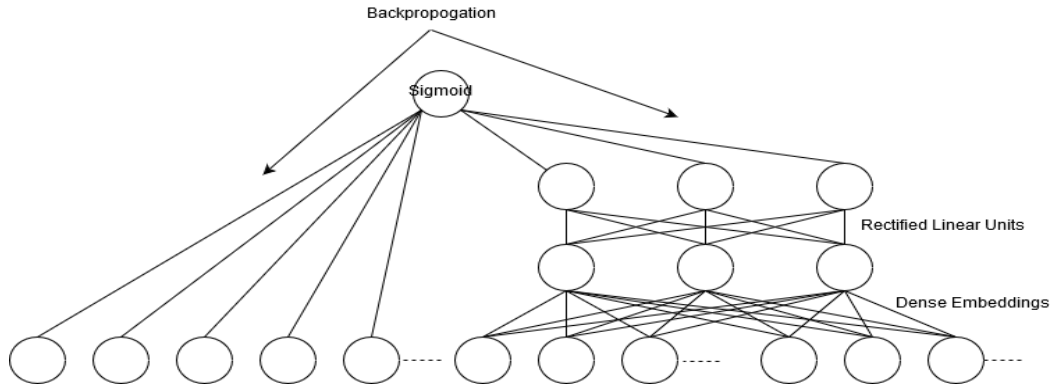 Backpropogation
Sigmoid
Rectified Linear Units
Dense Embeddings